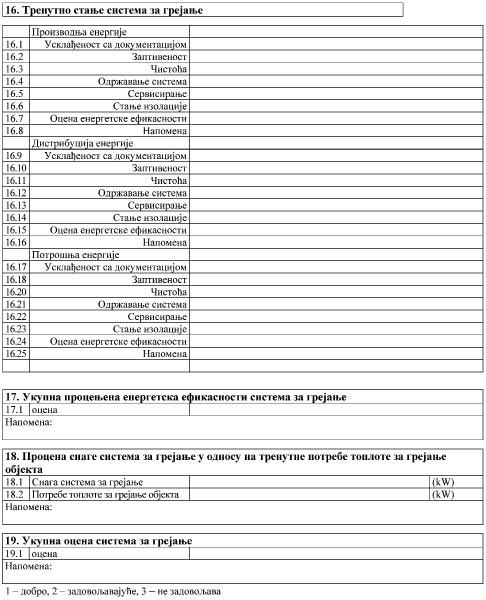 16. Тренутно стање система за грејање
Производња енергије
16.1 Усклађеност са документацијом
16.2 Заптивеност
16.3 Чистоћа
16.4 Одржавање система
16.5 Сервисирање
16.6 Стање изолације
16.7 Оцена енергетске ефикасности
16.8 Напомена
Дистрибуција енергије
16.9 Усклађеност са документацијом
16.10 Заптивеност
16.11 Чистоћа
16.12 Одржавање система
16.13 Сервисирање
16.14 Стање изолације
16.15 Оцена енергетске ефикасности
16.16 Напомена
Потрошња енергије
16.17 Усклађеност са документацијом
16.18 Заптивеност
16.20 Чистоћа
16.21 Одржавање система
16.22 Сервисирање
16.23 Стање изолације
16.24 Оцена енергетске ефикасности
16.25 Напомена
17. Укупна процењена енергетска ефикасности система за грејање
17.1 оцена
Напомена:
18. Процена снаге система за грејање у односу на тренутне потребе топлоте за грејање
објекта
18.1 Снага система за грејање (kW)
18.2 Потребе топлоте за грејање објекта (kW)
Напомена:
19. Укупна оцена система за грејање
19.1 оцена
Напомена:
1 – добро, 2 – задовољавајуће, 3 – не задовољава